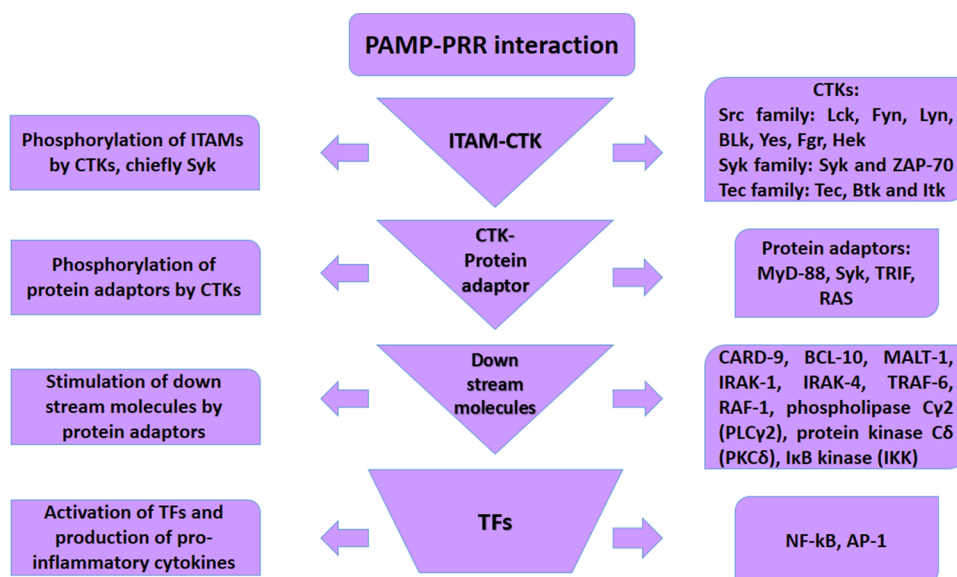 PAMP-PRR interaction
Phosphorylation of ITAMs
by CTKs, chiefly Syk
ITAM-CTK
CTKs:
Src family: Lck, Fyn, Lyn,
BLk, Yes, Fgr, Hek
Syk family: Syk and ZAP-70
Tec family: Tec, Btk and Itk
Phosphorylation of
protein adaptors by CTKs
CTK-
Protein
adaptor
Protein adaptors:
MyD-88, Syk, TRIF,
RAS
Stimulation of down
stream molecules by
protein adaptors
Down
stream
molecules
CARD-9, BCL-10, MALT-1,
IRAK-1, IRAK-4, TRAF-6,
RAF-1, phospholipase Cγ2
(PLCγ2), protein kinase Cδ
(PKCδ), IκB kinase (IKK)
Activation of TFs and
production of pro-
inflammatory cytokines
TFs
NF-kB, AP-1